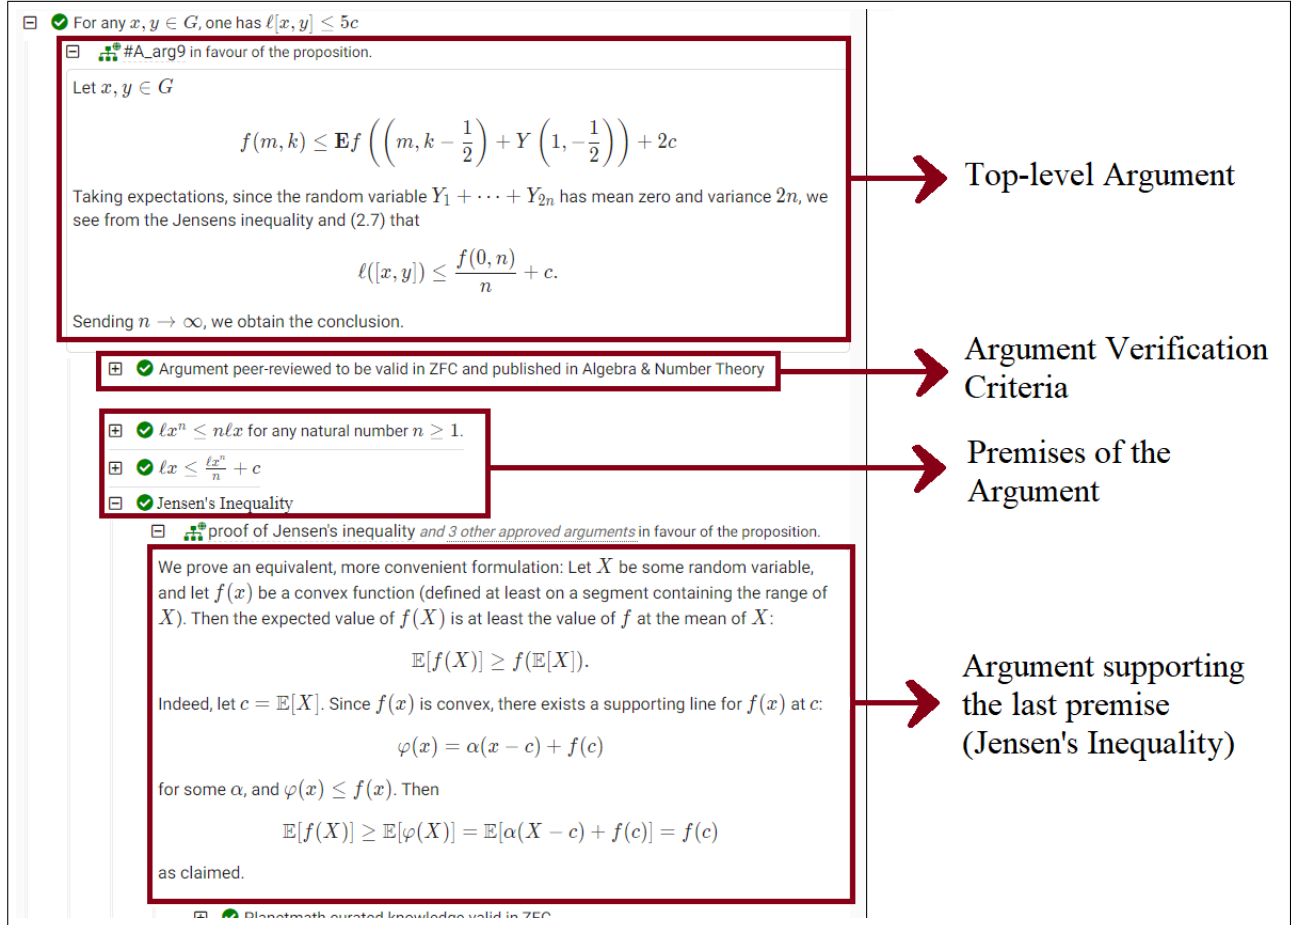 For any x, y ∈ G, one has ℓ[x, y] ≤ 5c
#A_arg9 in favour of the proposition.
Let x, y ∈ G
f(m, k) ≤ Ef ((m, k − 1/2) + Y (1, −1/2)) + 2c
Taking expectations, since the random variable Y₁ + ⋯ + Y₂ₙ has mean zero and variance 2n, we
see from the Jensens inequality and (2.7) that
ℓ([x, y]) ≤ f(0, n)/n + c.
Sending n → ∞, we obtain the conclusion.
Top-level Argument
Argument peer-reviewed to be valid in ZFC and published in Algebra & Number Theory
Argument Verification
Criteria
ℓxⁿ ≤ nℓx for any natural number n ≥ 1.
ℓx ≤ ℓxⁿ/n + c
Jensen's Inequality
Premises of the
Argument
proof of Jensen's inequality and 3 other approved arguments in favour of the proposition.
We prove an equivalent, more convenient formulation: Let X be some random variable,
and let f(x) be a convex function (defined at least on a segment containing the range of
X). Then the expected value of f(X) is at least the value of f at the mean of X:
𝔼[f(X)] ≥ f(𝔼[X]).
Indeed, let c = 𝔼[X]. Since f(x) is convex, there exists a supporting line for f(x) at c:
φ(x) = α(x − c) + f(c)
for some α, and φ(x) ≤ f(x). Then
𝔼[f(X)] ≥ 𝔼[φ(X)] = 𝔼[α(X − c) + f(c)] = f(c)
as claimed.
Argument supporting
the last premise
(Jensen's Inequality)
Planetmath curated knowledge valid in ZFC